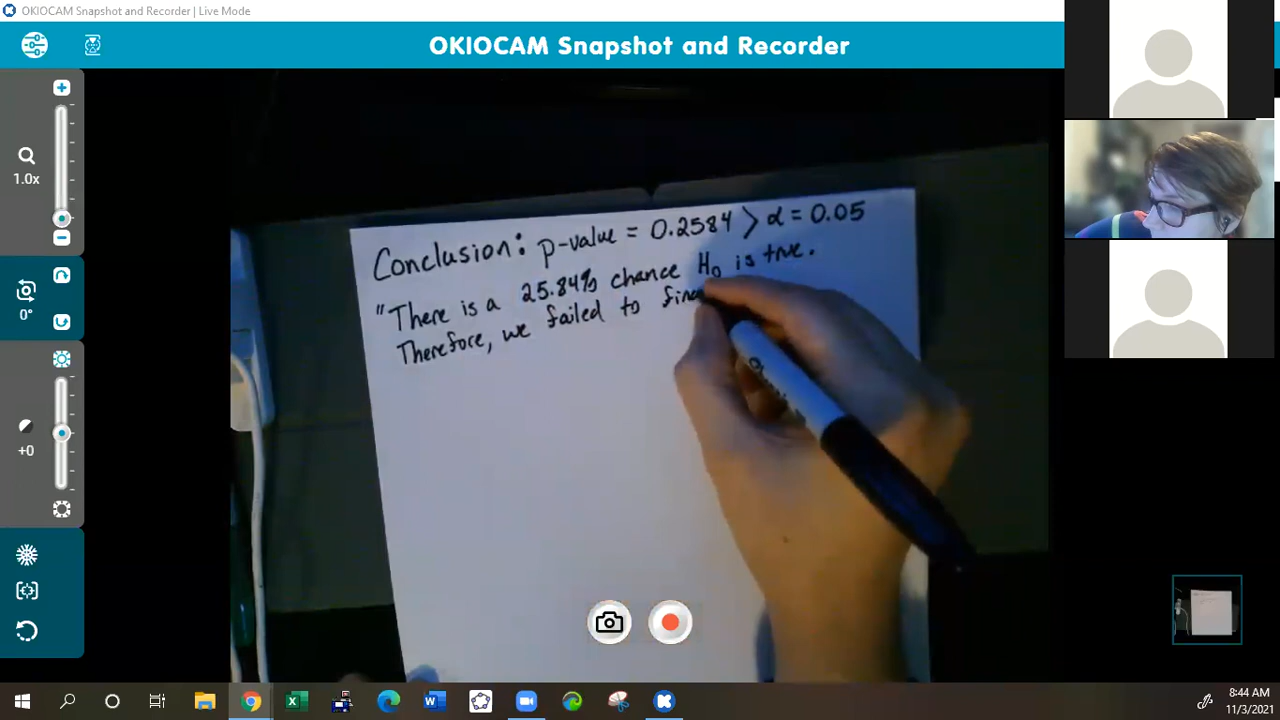 OKIOCAM Snapshot and Recorder | Live Mode
OKIOCAM Snapshot and Recorder
1.0x
0°
+0
Conclusion: p-value = 0.2584 > α = 0.05
"There is a 25.84% chance H₀ is true.
Therefore, we failed to fin
8:44 AM
11/3/2021